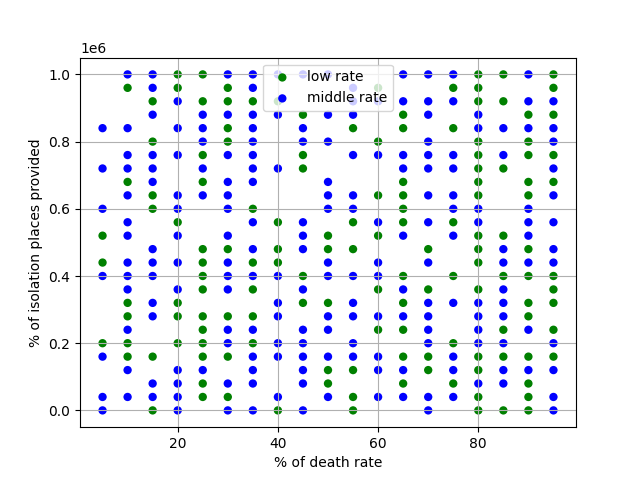 1e6
low rate
middle rate
1.0
0.8
0.6
0.4
0.2
0.0
% of isolation places provided
20 40 60 80
% of death rate